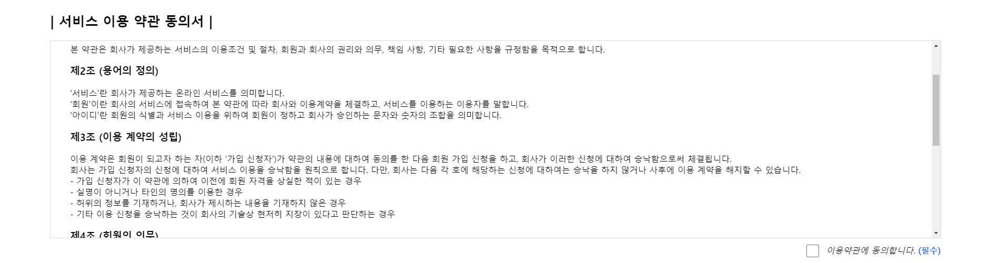 | 서비스 이용 약관 동의서 |
본 약관은 회사가 제공하는 서비스의 이용조건 및 절차, 회원과 회사의 권리와 의무, 책임 사항, 기타 필요한 사항을 규정함을 목적으로 합니다.
제2조 (용어의 정의)
'서비스'란 회사가 제공하는 온라인 서비스를 의미합니다.
'회원'이란 회사의 서비스에 접속하여 본 약관에 따라 회사와 이용계약을 체결하고, 서비스를 이용하는 이용자를 말합니다.
'아이디'란 회원의 식별과 서비스 이용을 위하여 회원이 정하고 회사가 승인하는 문자와 숫자의 조합을 의미합니다.
제3조 (이용 계약의 성립)
이용 계약은 회원이 되고자 하는 자(이하 '가입 신청자')가 약관의 내용에 대하여 동의를 한 다음 회원 가입 신청을 하고, 회사가 이러한 신청에 대하여 승낙함으로써 체결됩니다.
회사는 가입 신청자의 신청에 대하여 서비스 이용을 승낙함을 원칙으로 합니다. 다만, 회사는 다음 각 호에 해당하는 신청에 대하여는 승낙을 하지 않거나 사후에 이용 계약을 해지할 수 있습니다.
- 가입 신청자가 이 약관에 의하여 이전에 회원 자격을 상실한 적이 있는 경우
- 실명이 아니거나 타인의 명의를 이용한 경우
- 허위의 정보를 기재하거나, 회사가 제시하는 내용을 기재하지 않은 경우
- 기타 이용 신청을 승낙하는 것이 회사의 기술상 현저히 지장이 있다고 판단하는 경우
제4조 (회원의 의무)
이용약관에 동의합니다. (필수)